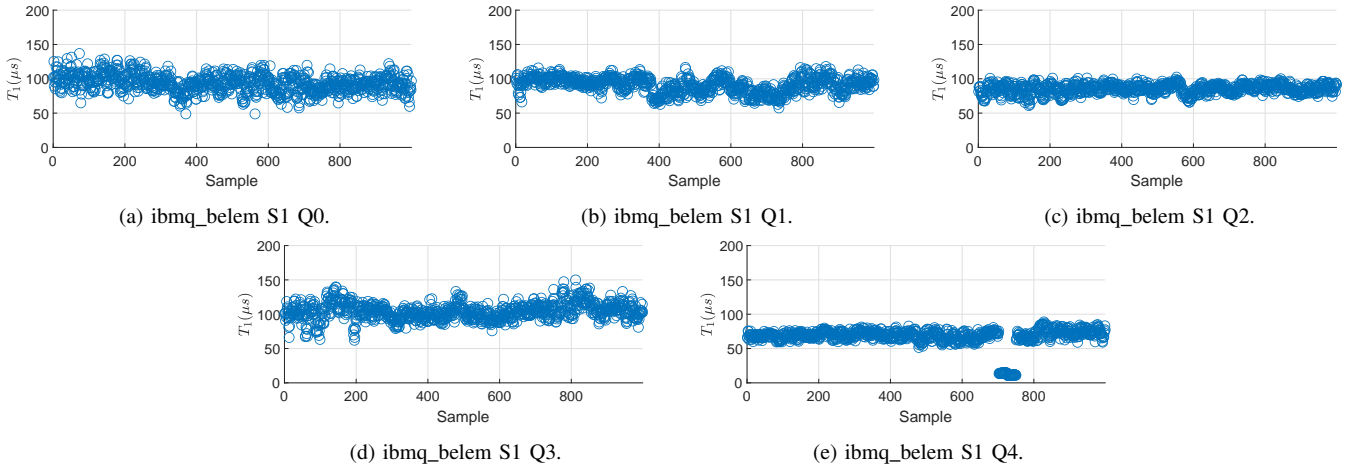 200
150
100
50
0
T₁(μs)
0 200 400 600 800
Sample
(a) ibmq_belem S1 Q0.
200
150
100
50
0
T₁(μs)
0 200 400 600 800
Sample
(b) ibmq_belem S1 Q1.
200
150
100
50
0
T₁(μs)
0 200 400 600 800
Sample
(c) ibmq_belem S1 Q2.
200
150
100
50
0
T₁(μs)
0 200 400 600 800
Sample
(d) ibmq_belem S1 Q3.
200
150
100
50
0
T₁(μs)
0 200 400 600 800
Sample
(e) ibmq_belem S1 Q4.